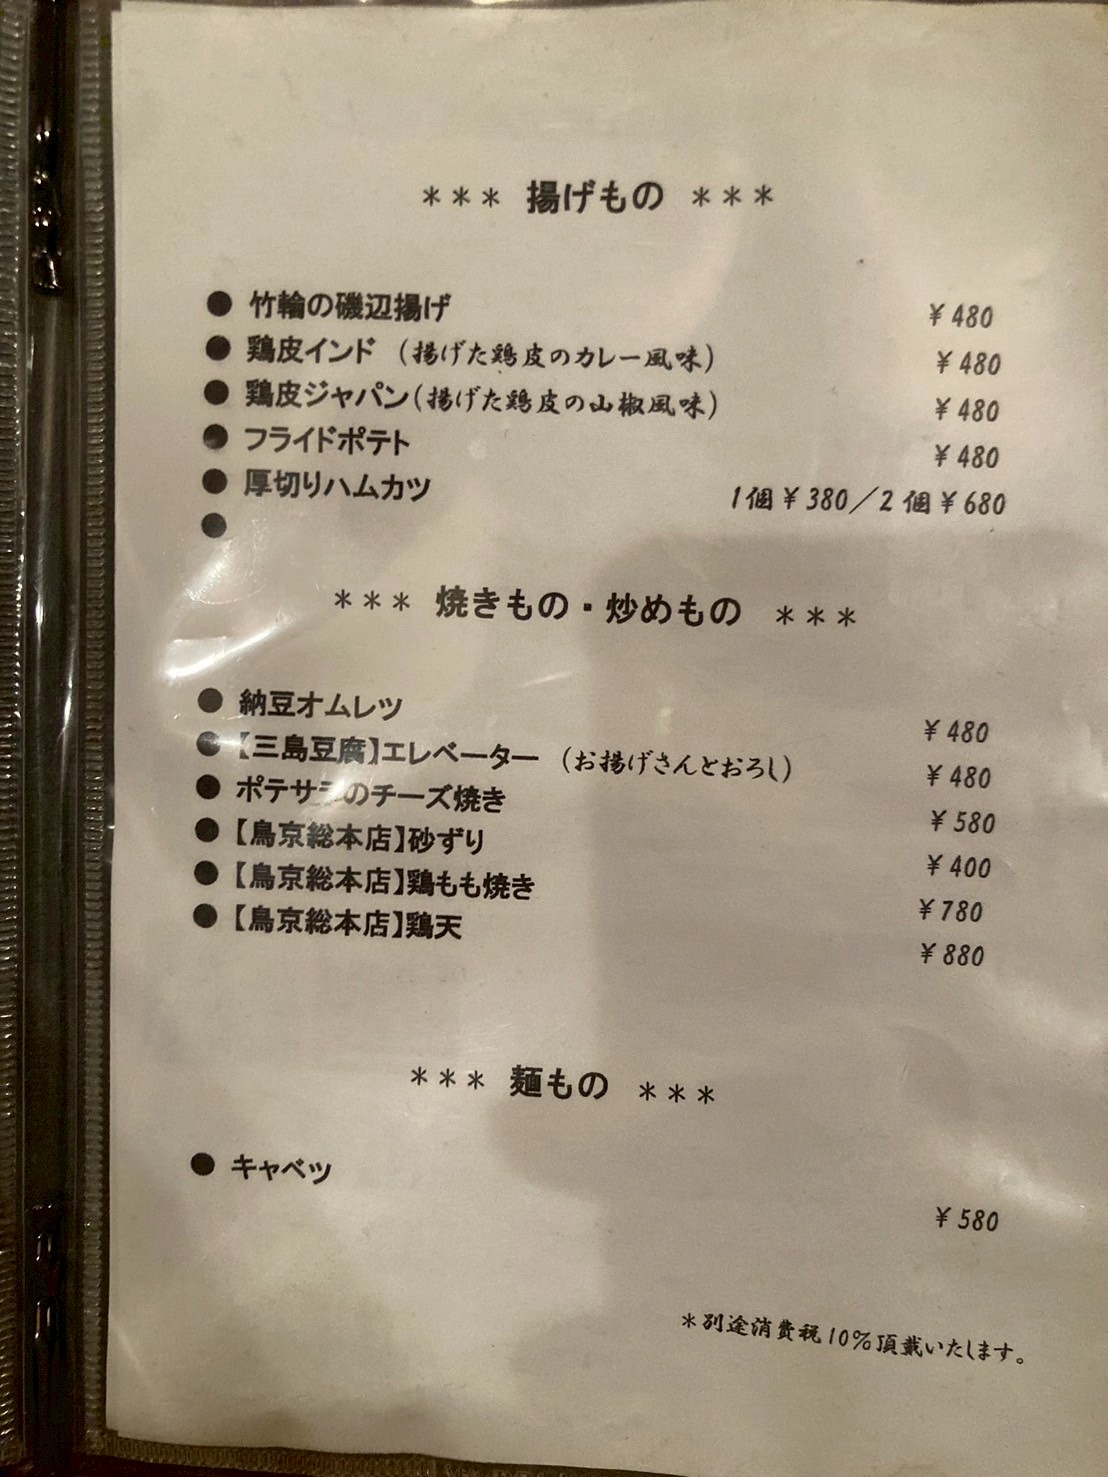 *** 揚げもの ***
● 竹輪の磯辺揚げ ¥480
● 鶏皮インド (揚げた鶏皮のカレー風味) ¥480
● 鶏皮ジャパン(揚げた鶏皮の山椒風味) ¥480
● フライドポテト ¥480
● 厚切りハムカツ 1個¥380/2個¥680
●
*** 焼きもの・炒めもの ***
● 納豆オムレツ ¥480
● 【三島豆腐】エレベーター (お揚げさんとおろし) ¥480
● ポテサラのチーズ焼き ¥580
● 【鳥京総本店】砂ずり ¥400
● 【鳥京総本店】鶏もも焼き ¥780
● 【鳥京総本店】鶏天 ¥880
*** 麺もの ***
● キャベツ ¥580
*別途消費税10%頂戴いたします。